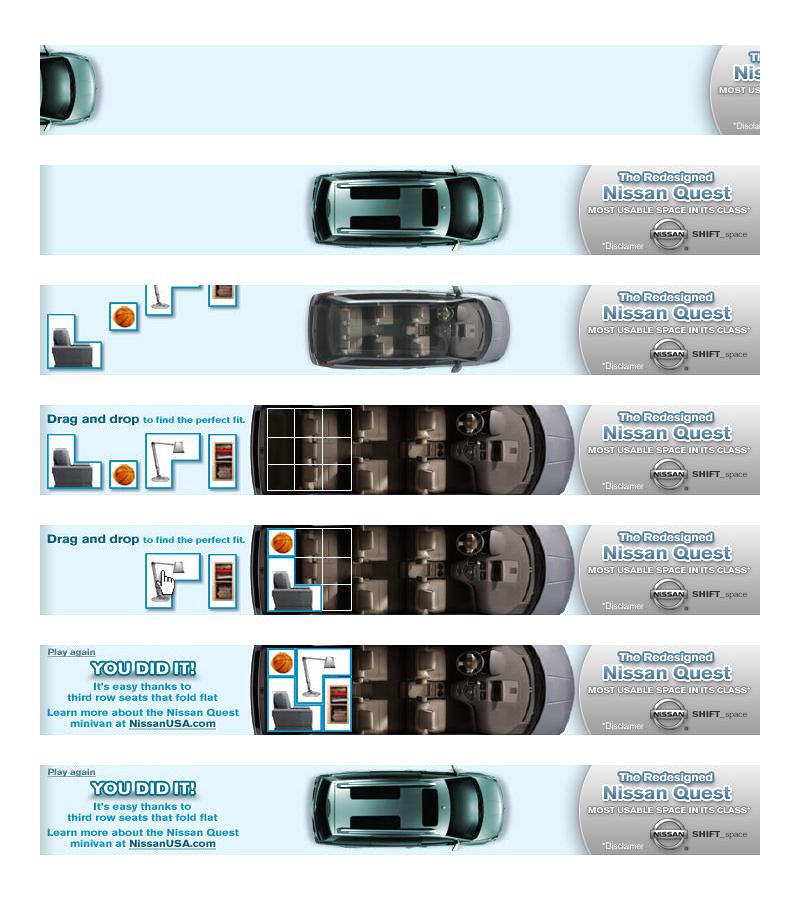 Th
Nis
MOST US
*Discla
The Redesigned
Nissan Quest
MOST USABLE SPACE IN ITS CLASS*
*Disclaimer
NISSAN
SHIFT_space
The Redesigned
Nissan Quest
MOST USABLE SPACE IN ITS CLASS*
*Disclaimer
NISSAN
SHIFT_space
Drag and drop to find the perfect fit.
The Redesigned
Nissan Quest
MOST USABLE SPACE IN ITS CLASS*
*Disclaimer
NISSAN
SHIFT_space
Drag and drop to find the perfect fit.
The Redesigned
Nissan Quest
MOST USABLE SPACE IN ITS CLASS*
*Disclaimer
NISSAN
SHIFT_space
Play again
YOU DID IT!
It's easy thanks to
third row seats that fold flat
Learn more about the Nissan Quest
minivan at NissanUSA.com
The Redesigned
Nissan Quest
MOST USABLE SPACE IN ITS CLASS*
*Disclaimer
NISSAN
SHIFT_space
Play again
YOU DID IT!
It's easy thanks to
third row seats that fold flat
Learn more about the Nissan Quest
minivan at NissanUSA.com
The Redesigned
Nissan Quest
MOST USABLE SPACE IN ITS CLASS*
*Disclaimer
NISSAN
SHIFT_space